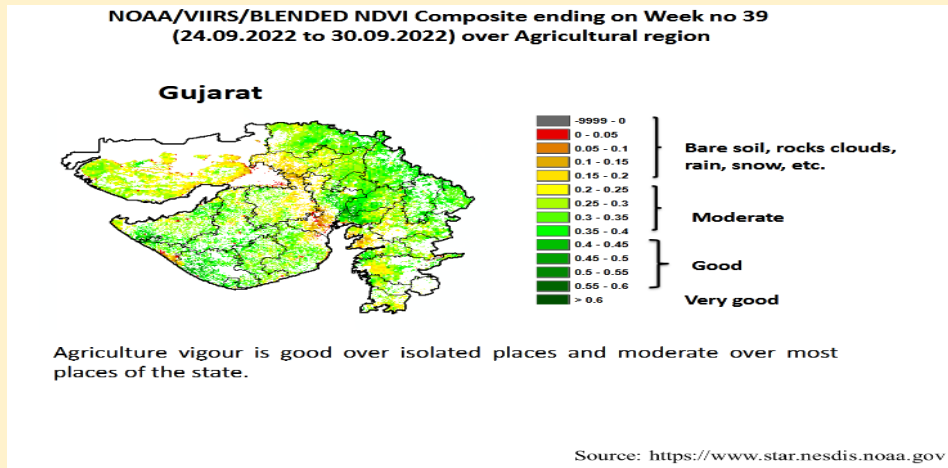 NOAA/VIIRS/BLENDED NDVI Composite ending on Week no 39
(24.09.2022 to 30.09.2022) over Agricultural region
Gujarat
-9999 - 0
0 - 0.05
0.05 - 0.1
0.1 - 0.15
0.15 - 0.2
0.2 - 0.25
0.25 - 0.3
0.3 - 0.35
0.35 - 0.4
0.4 - 0.45
0.45 - 0.5
0.5 - 0.55
0.55 - 0.6
> 0.6
Bare soil, rocks clouds,
rain, snow, etc.
Moderate
Good
Very good
Agriculture vigour is good over isolated places and moderate over most
places of the state.
Source: https://www.star.nesdis.noaa.gov